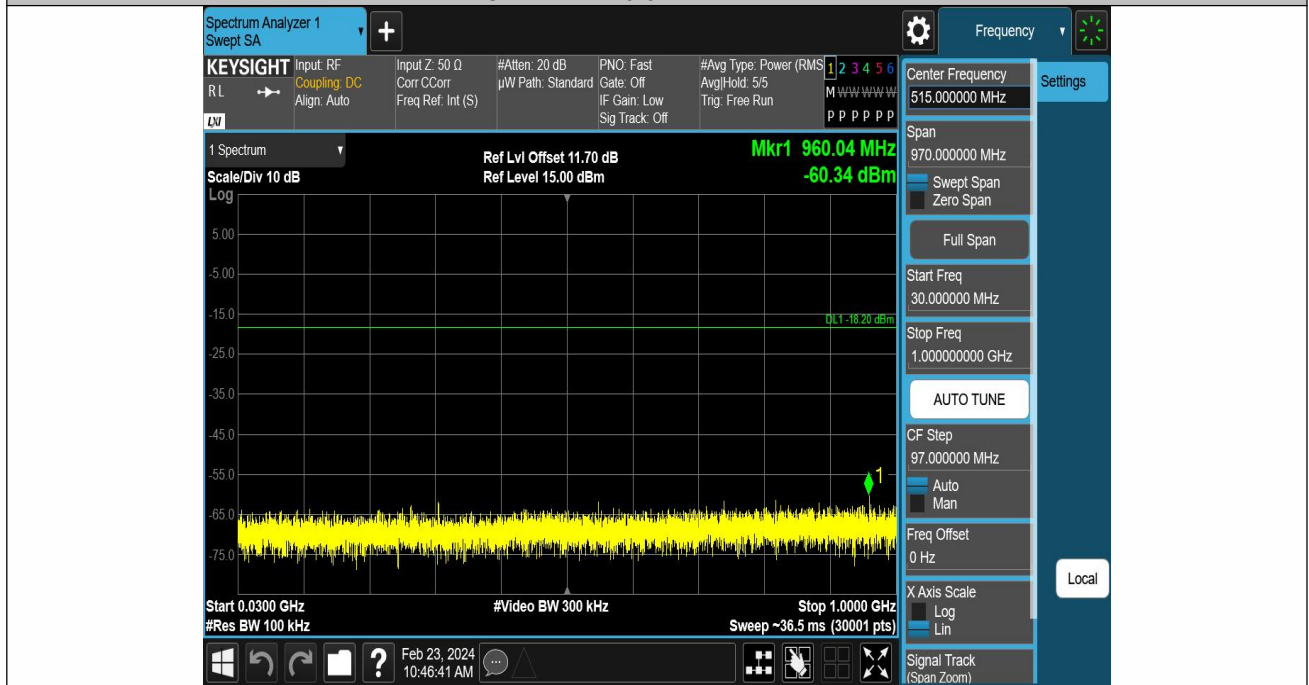 Spectrum Analyzer 1
Swept SA
+
Frequency
KEYSIGHT
RL
LXI
Input: RF
Coupling: DC
Align: Auto
Input Z: 50 Ω
Corr CCorr
Freq Ref: Int (S)
#Atten: 20 dB
µW Path: Standard
PNO: Fast
Gate: Off
IF Gain: Low
Sig Track: Off
#Avg Type: Power (RMS
Avg|Hold: 5/5
Trig: Free Run
1 2 3 4 5 6
M W W W W W
P P P P P P
1 Spectrum
Scale/Div 10 dB
Ref Lvl Offset 11.70 dB
Ref Level 15.00 dBm
Mkr1 960.04 MHz
-60.34 dBm
Log
5.00
-5.00
-15.0
DL1 -18.20 dBm
-25.0
-35.0
-45.0
-55.0
1
-65.0
-75.0
Start 0.0300 GHz
#Res BW 100 kHz
#Video BW 300 kHz
Stop 1.0000 GHz
Sweep ~36.5 ms (30001 pts)
Center Frequency
515.000000 MHz
Settings
Span
970.000000 MHz
Swept Span
Zero Span
Full Span
Start Freq
30.000000 MHz
Stop Freq
1.000000000 GHz
AUTO TUNE
CF Step
97.000000 MHz
Auto
Man
Freq Offset
0 Hz
X Axis Scale
Log
Lin
Signal Track
(Span Zoom)
Local
?
Feb 23, 2024
10:46:41 AM